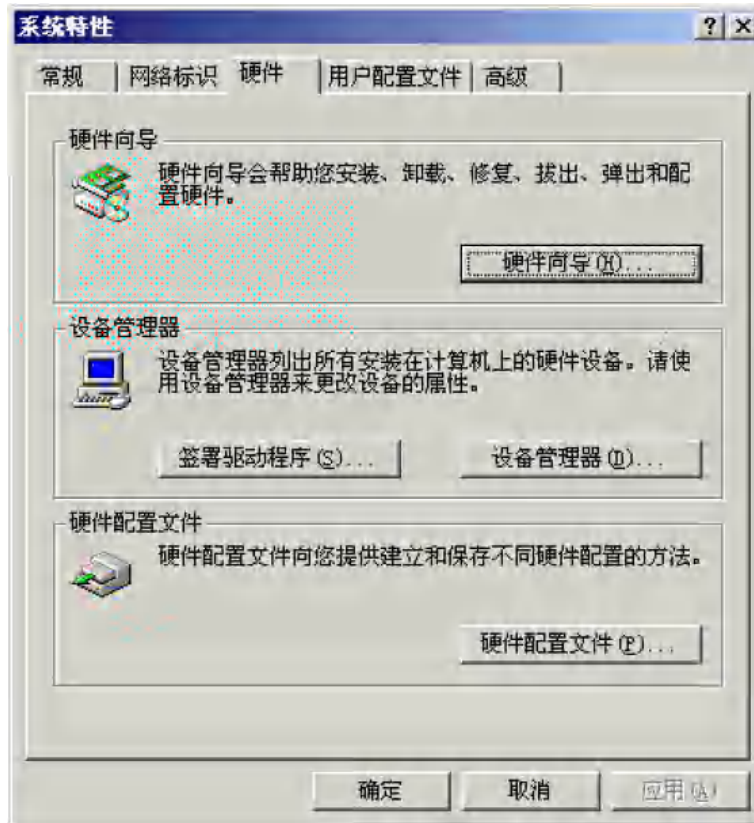 系统特性
常规 网络标识 硬件 用户配置文件 高级
硬件向导
硬件向导会帮助您安装、卸载、修复、拔出、弹出和配
置硬件。
硬件向导(H)...
设备管理器
设备管理器列出所有安装在计算机上的硬件设备。请使
用设备管理器来更改设备的属性。
签署驱动程序(S)... 设备管理器(D)...
硬件配置文件
硬件配置文件向您提供建立和保存不同硬件配置的方法。
硬件配置文件(P)...
确定 取消 应用(A)